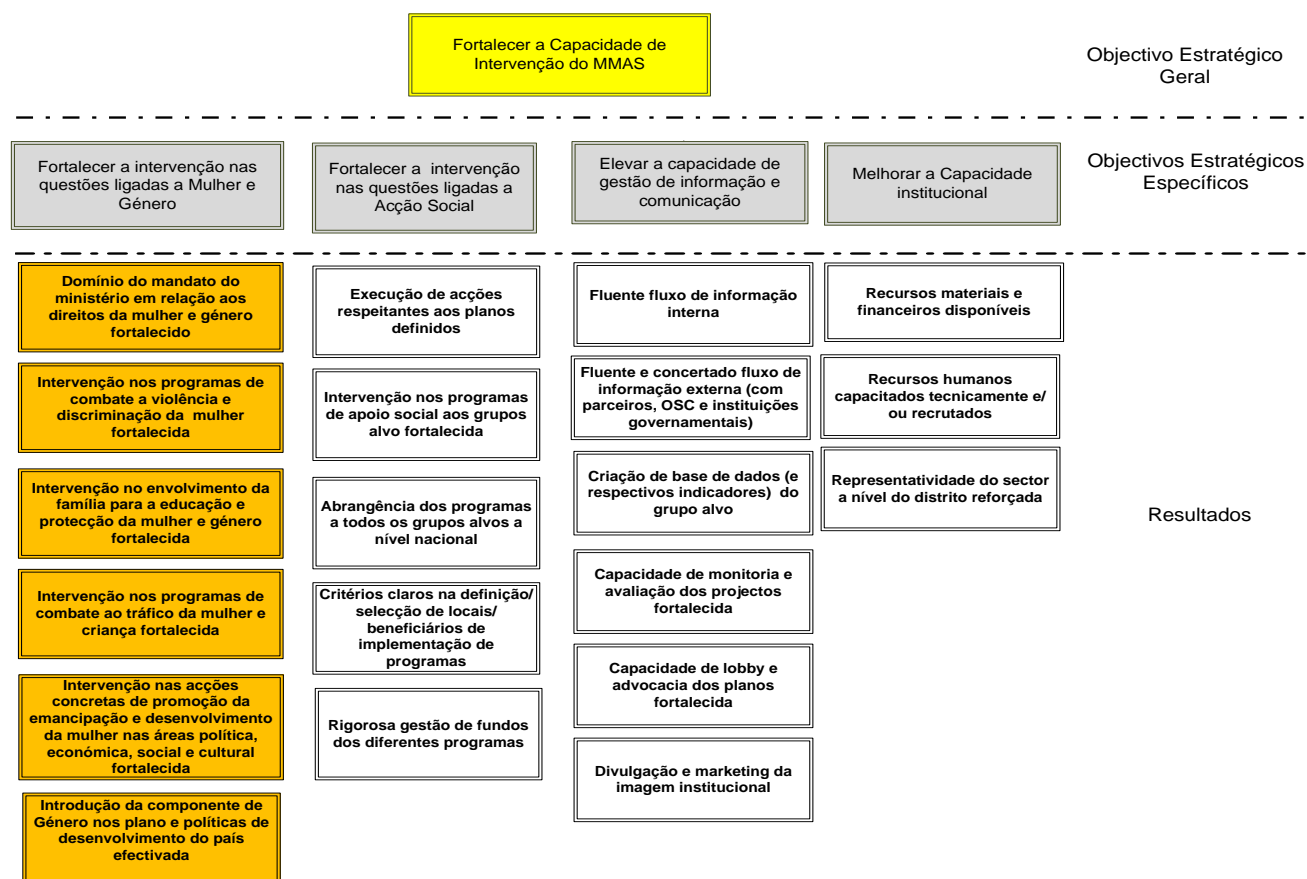 Fortalecer a Capacidade de
Intervenção do MMAS
Objectivo Estratégico
Geral
Fortalecer a intervenção nas
questões ligadas a Mulher e
Género
Fortalecer a intervenção
nas questões ligadas a
Acção Social
Elevar a capacidade de
gestão de informação e
comunicação
Melhorar a Capacidade
institucional
Objectivos Estratégicos
Específicos
Domínio do mandato do
ministério em relação aos
direitos da mulher e género
fortalecido
Intervenção nos programas de
combate a violência e
discriminação da mulher
fortalecida
Intervenção no envolvimento da
família para a educação e
protecção da mulher e género
fortalecida
Intervenção nos programas de
combate ao tráfico da mulher e
criança fortalecida
Intervenção nas acções
concretas de promoção da
emancipação e desenvolvimento
da mulher nas áreas política,
económica, social e cultural
fortalecida
Introdução da componente de
Género nos plano e políticas de
desenvolvimento do país
efectivada
Execução de acções
respeitantes aos planos
definidos
Intervenção nos programas
de apoio social aos grupos
alvo fortalecida
Abrangência dos programas
a todos os grupos alvos a
nível nacional
Critérios claros na definição/
selecção de locais/
beneficiários de
implementação de
programas
Rigorosa gestão de fundos
dos diferentes programas
Fluente fluxo de informação
interna
Fluente e concertado fluxo de
informação externa (com
parceiros, OSC e instituições
governamentais)
Criação de base de dados (e
respectivos indicadores) do
grupo alvo
Capacidade de monitoria e
avaliação dos projectos
fortalecida
Capacidade de lobby e
advocacia dos planos
fortalecida
Divulgação e marketing da
imagem institucional
Recursos materiais e
financeiros disponíveis
Recursos humanos
capacitados tecnicamente e/
ou recrutados
Representatividade do sector
a nível do distrito reforçada
Resultados